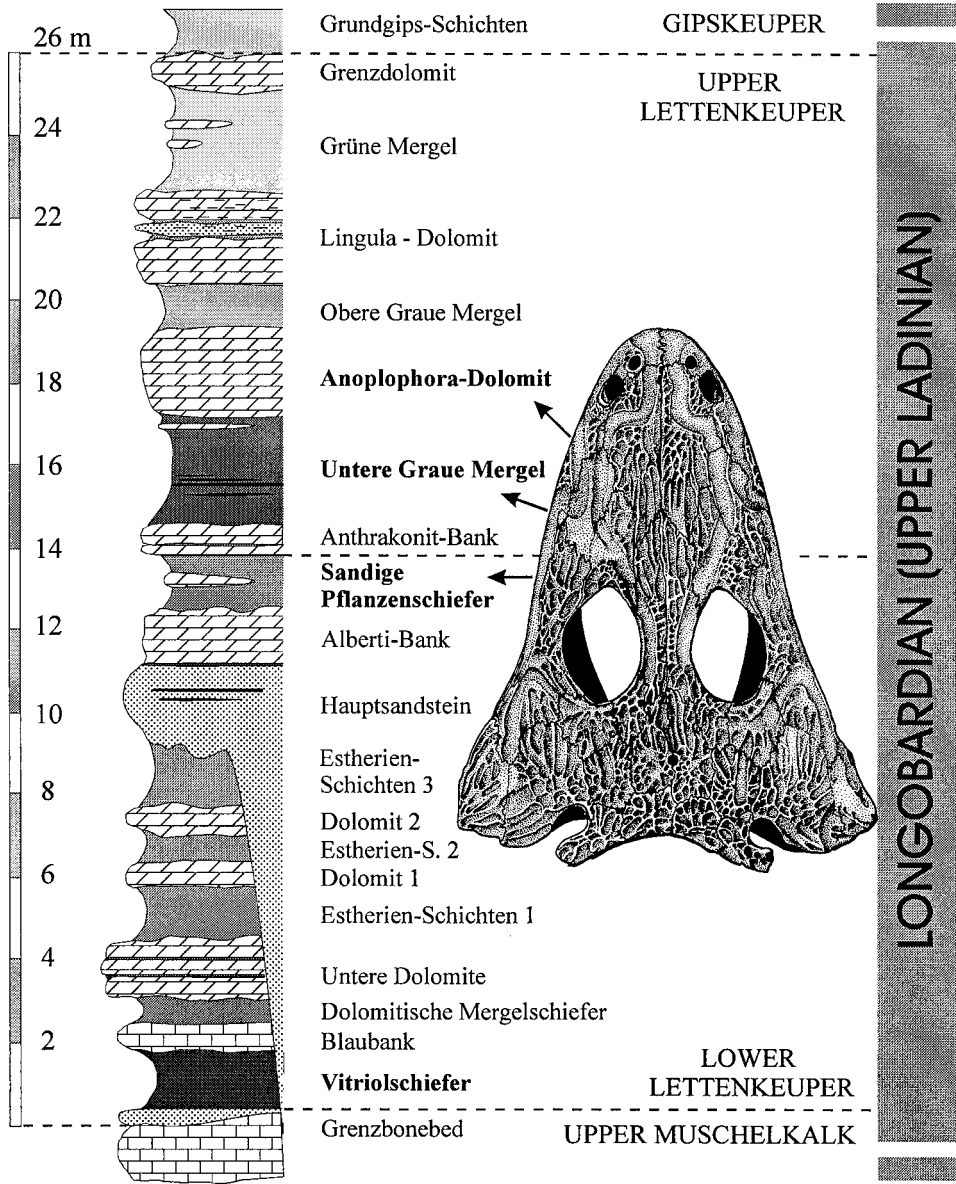 26 m
24
22
20
18
16
14
12
10
8
6
4
2
Grundgips-Schichten
Grenzdolomit
Grüne Mergel
Lingula - Dolomit
Obere Graue Mergel
Anoplophora-Dolomit
Untere Graue Mergel
Anthrakonit-Bank
Sandige
Pflanzenschiefer
Alberti-Bank
Hauptsandstein
Estherien-
Schichten 3
Dolomit 2
Estherien-S. 2
Dolomit 1
Estherien-Schichten 1
Untere Dolomite
Dolomitische Mergelschiefer
Blaubank
Vitriolschiefer
Grenzbonebed
GIPSKEUPER
UPPER
LETTENKEUPER
LOWER
LETTENKEUPER
UPPER MUSCHELKALK
LONGOBARDIAN (UPPER LADINIAN)